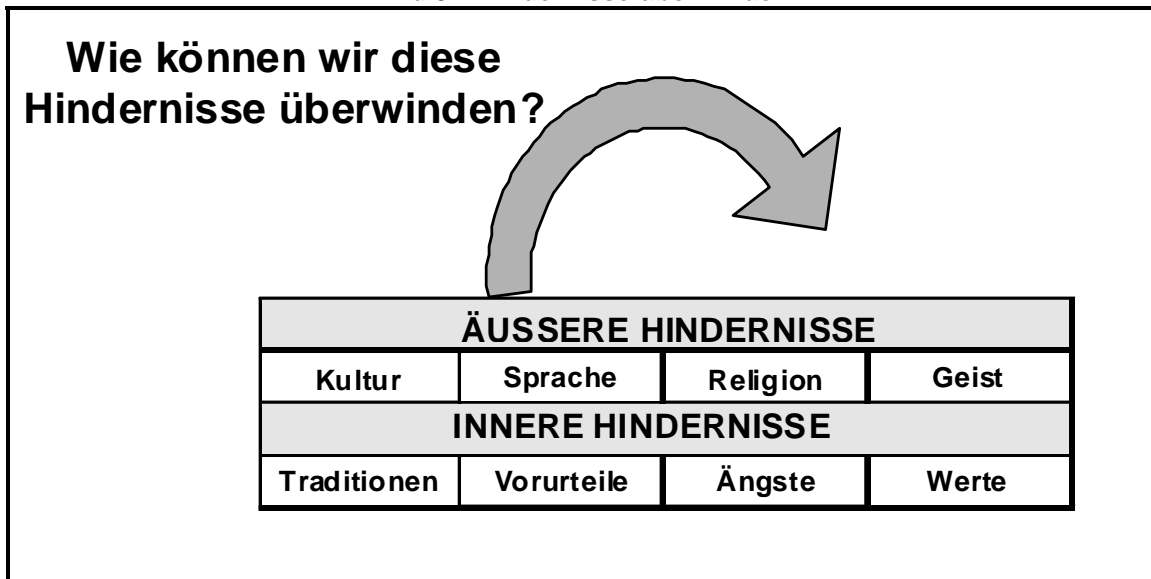 Wie können wir diese
Hindernisse überwinden?
ÄUSSERE HINDERNISSE
Kultur Sprache Religion Geist
INNERE HINDERNISSE
Traditionen Vorurteile Ängste Werte